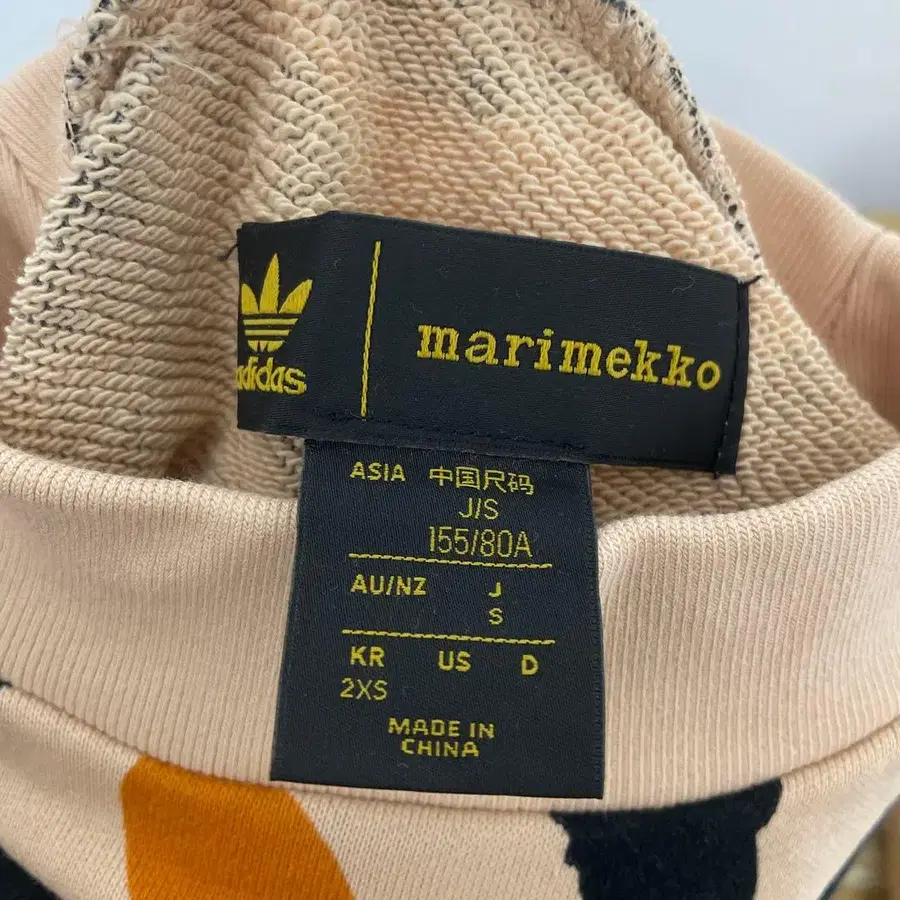 adidas
marimekko
ASIA 中国尺码
J/S
155/80A
AU/NZ J
S
KR US D
2XS
MADE IN
CHINA